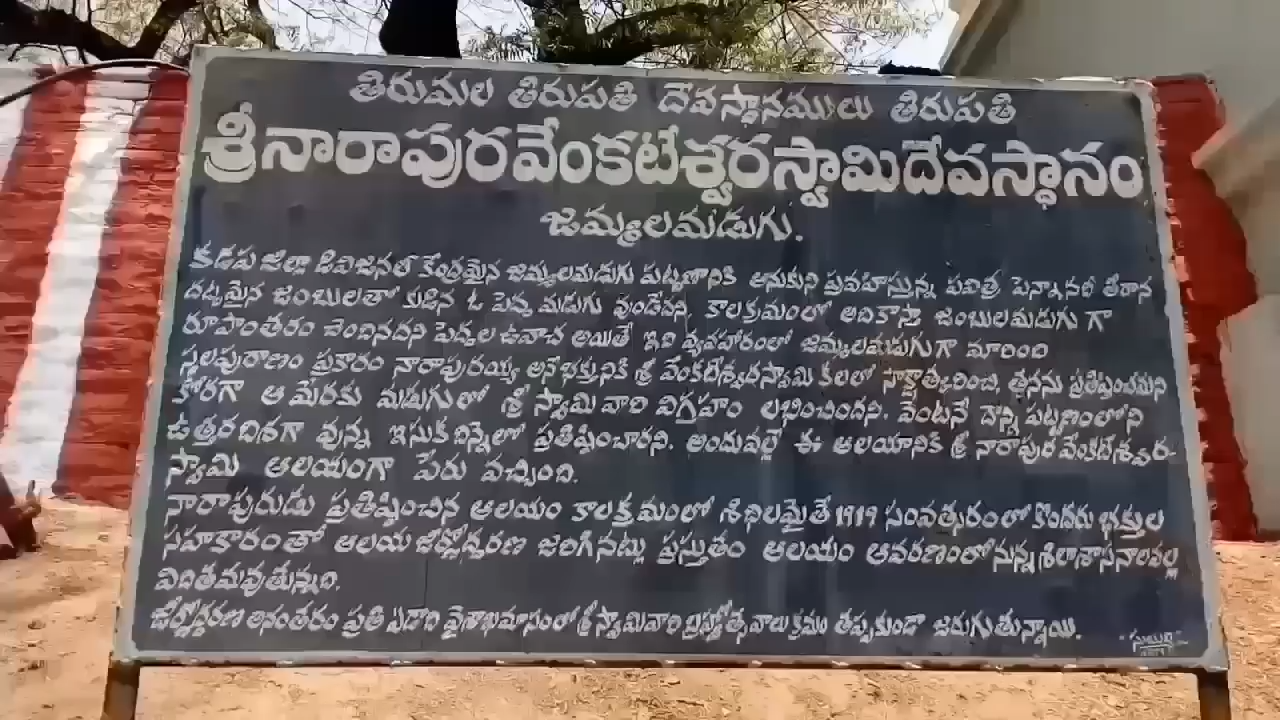 తిరుమల తిరుపతి దేవస్థానములు తిరుపతి
శ్రీనారాపురవేంకటేశ్వరస్వామిదేవస్థానం
జమ్మలమడుగు.
కడప జిల్లా డివిజనల్ కేంద్రమైన జమ్మలమడుగు పట్టణానికి ఆనుకుని ప్రవహిస్తున్న పవిత్ర పెన్నానదీ తీరాన
దట్టమైన జంబులతో కూడిన ఓ పెన్న మడుగు వుండేదని, కాలక్రమంలో అదికాస్తా జంబులమడుగు గా
రూపాంతరం చెందినదని పెద్దల ఉవాచ అయితే ఇది వ్యవహారంలో జమ్మలమడుగుగా మారింది
స్థలపురాణం ప్రకారం నారాపురయ్య అనేభక్తునికి శ్రీ వేంకటేశ్వరస్వామి కలలో సాక్షాత్కరించి, తనను ప్రతిష్ఠించమని
కోరగా ఆ మేరకు మడుగులో శ్రీ స్వామి వారి విగ్రహం లభించిందని. వెంటనే దాన్ని పట్టణంలోని
ఉత్తరదిశగా వున్న ఇసుక దిన్నెలో ప్రతిష్ఠించారని. అందువల్లే ఈ ఆలయానికి శ్రీ నారాపుర వేంకటేశ్వర-
స్వామి ఆలయంగా పేరు వచ్చింది.
నారాపురుడు ప్రతిష్ఠించిన ఆలయం కాలక్రమంలో శిథిలమైతే 1919 సంవత్సరంలో కొందరు భక్తుల
సహకారంతో ఆలయ జీర్ణోద్ధరణ జరిగినట్లు ప్రస్తుతం ఆలయం ఆవరణంలోనున్న శిలాశాసనాలవల్ల
విదితమవుతున్నది.
జీర్ణోద్ధరణ అనంతరం ప్రతి ఏడాది వైశాఖమాసంలో శ్రీ స్వామివారి బ్రహ్మోత్సవాలు క్రమం తప్పకుండా జరుగుతున్నాయి.